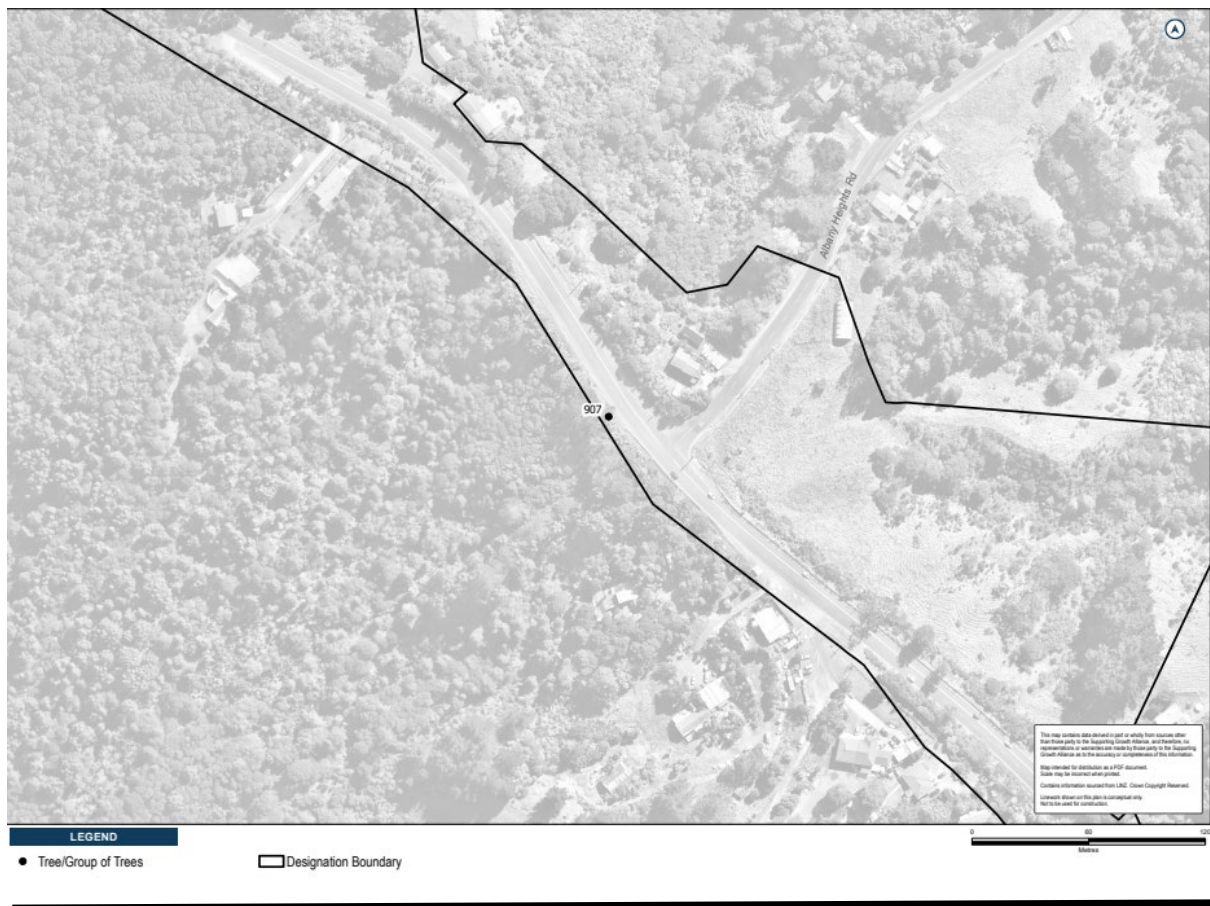 Albany Heights Rd
907
This map contains data derived in part or wholly from sources other
than those party to the Supporting Growth Alliance, and therefore, no
representations or warranties are made by those party to the Supporting
Growth Alliance as to the accuracy or completeness of this information.
Map intended for distribution as a PDF document.
Scale may be incorrect when printed.
Contains information sourced from LINZ. Crown Copyright Reserved.
Linework shown on this plan is conceptual only.
Not to be used for construction.
LEGEND
Tree/Group of Trees
Designation Boundary
0 60 120
Metres